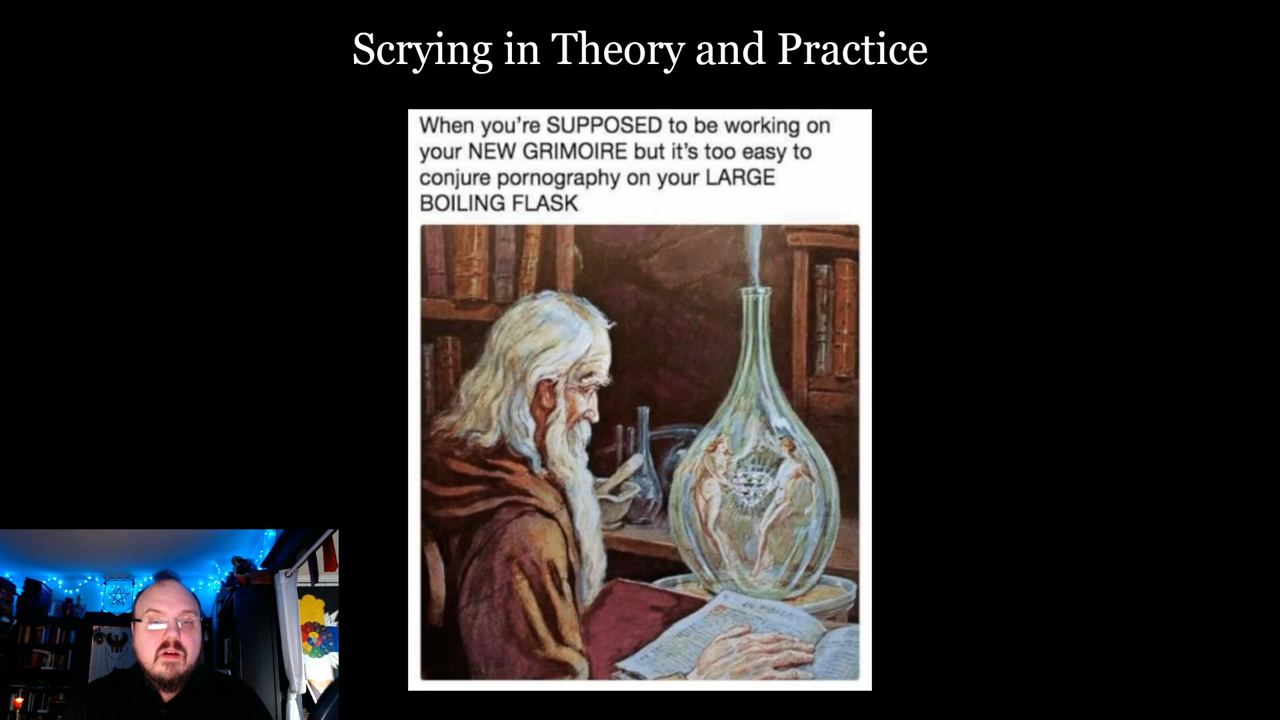 Scrying in Theory and Practice
When you're SUPPOSED to be working on
your NEW GRIMOIRE but it's too easy to
conjure pornography on your LARGE
BOILING FLASK